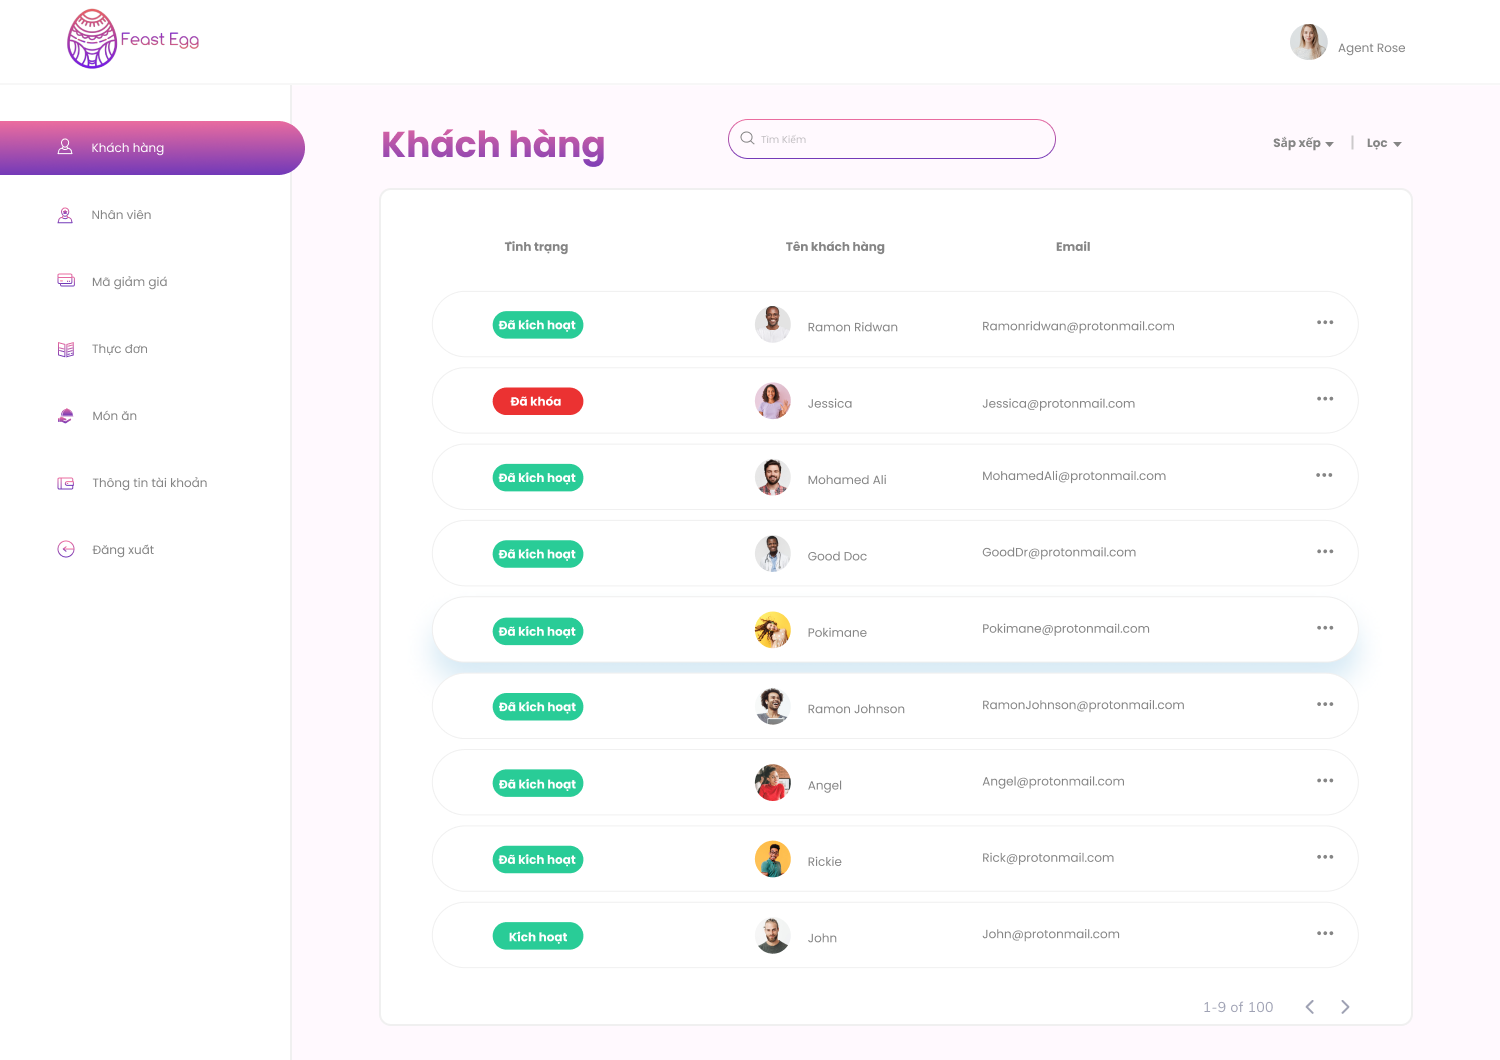 Feast Egg
Agent Rose
Khách hàng
Nhân viên
Mã giảm giá
Thực đơn
Món ăn
Thông tin tài khoản
Đăng xuất
Khách hàng
Tìm Kiếm
Sắp xếp | Lọc
Tình trạng Tên khách hàng Email
Đã kích hoạt Ramon Ridwan Ramonridwan@protonmail.com
Đã khóa Jessica Jessica@protonmail.com
Đã kích hoạt Mohamed Ali MohamedAli@protonmail.com
Đã kích hoạt Good Doc GoodDr@protonmail.com
Đã kích hoạt Pokimane Pokimane@protonmail.com
Đã kích hoạt Ramon Johnson RamonJohnson@protonmail.com
Đã kích hoạt Angel Angel@protonmail.com
Đã kích hoạt Rickie Rick@protonmail.com
Kích hoạt John John@protonmail.com
1-9 of 100